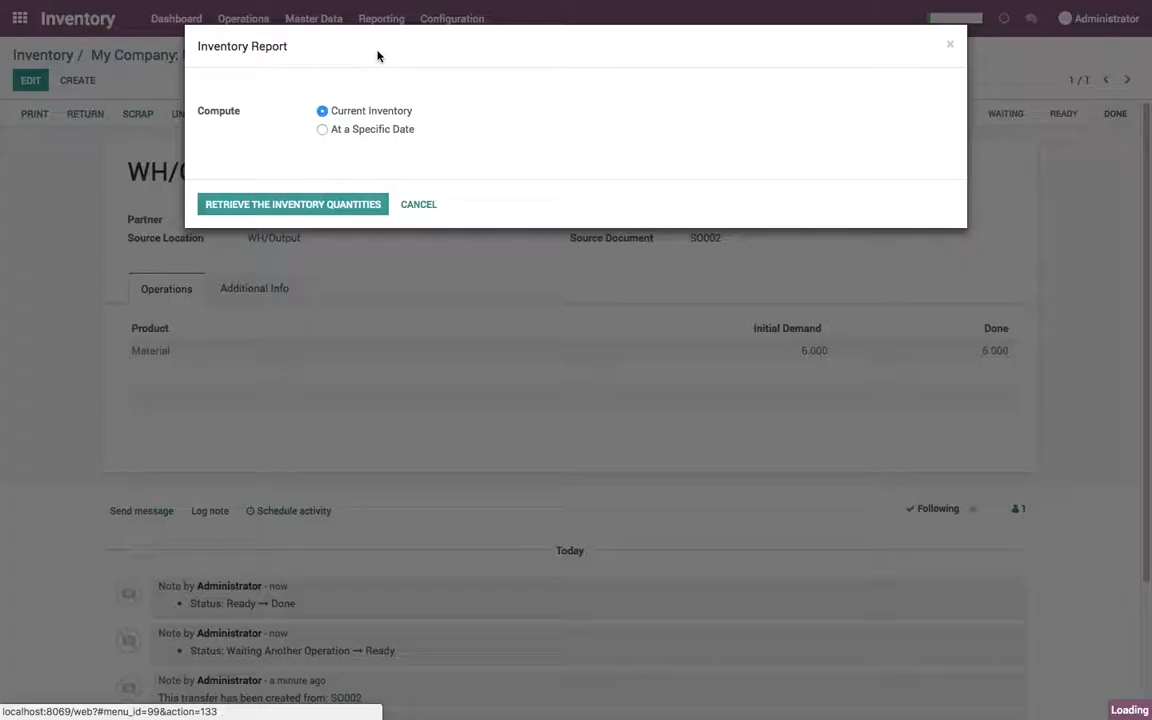 Inventory Dashboard Operations Master Data Reporting Configuration Administrator
Inventory Report ×
Inventory / My Company:
EDIT CREATE 1 / 1
Compute Current Inventory
At a Specific Date
PRINT RETURN SCRAP UN WAITING READY DONE
WH/O
RETRIEVE THE INVENTORY QUANTITIES CANCEL
Partner
Source Location WH/Output Source Document SO002
Operations Additional Info
Product Initial Demand Done
Material 6.000 6.000
Send message Log note Schedule activity Following 1
Today
Note by Administrator - now
• Status: Ready → Done
Note by Administrator - now
• Status: Waiting Another Operation → Ready
Note by Administrator - a minute ago
This transfer has been created from: SO002
localhost:8069/web?#menu_id=99&action=133
Loading